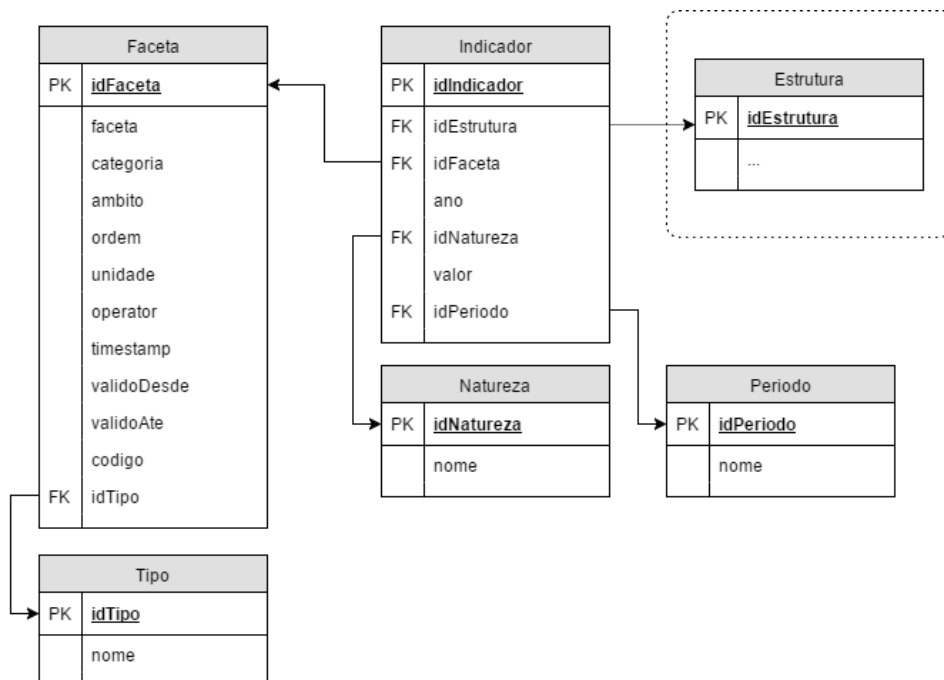 Faceta
PK idFaceta
faceta
categoria
ambito
ordem
unidade
operator
timestamp
validoDesde
validoAte
codigo
FK idTipo
Indicador
PK idIndicador
FK idEstrutura
FK idFaceta
ano
FK idNatureza
valor
FK idPeriodo
Estrutura
PK idEstrutura
...
Natureza
PK idNatureza
nome
Periodo
PK idPeriodo
nome
Tipo
PK idTipo
nome